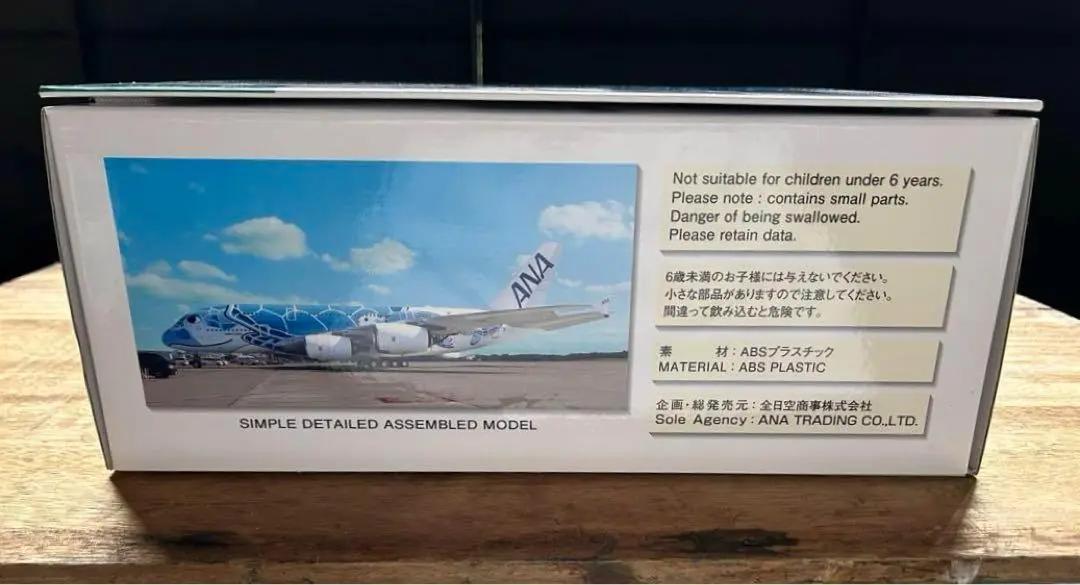 ANA
SIMPLE DETAILED ASSEMBLED MODEL
Not suitable for children under 6 years.
Please note : contains small parts.
Danger of being swallowed.
Please retain data.
6歳未満のお子様には与えないでください。
小さな部品がありますので注意してください。
間違って飲み込むと危険です。
素　　材：ABSプラスチック
MATERIAL : ABS PLASTIC
企画・総発売元：全日空商事株式会社
Sole Agency : ANA TRADING CO.,LTD.